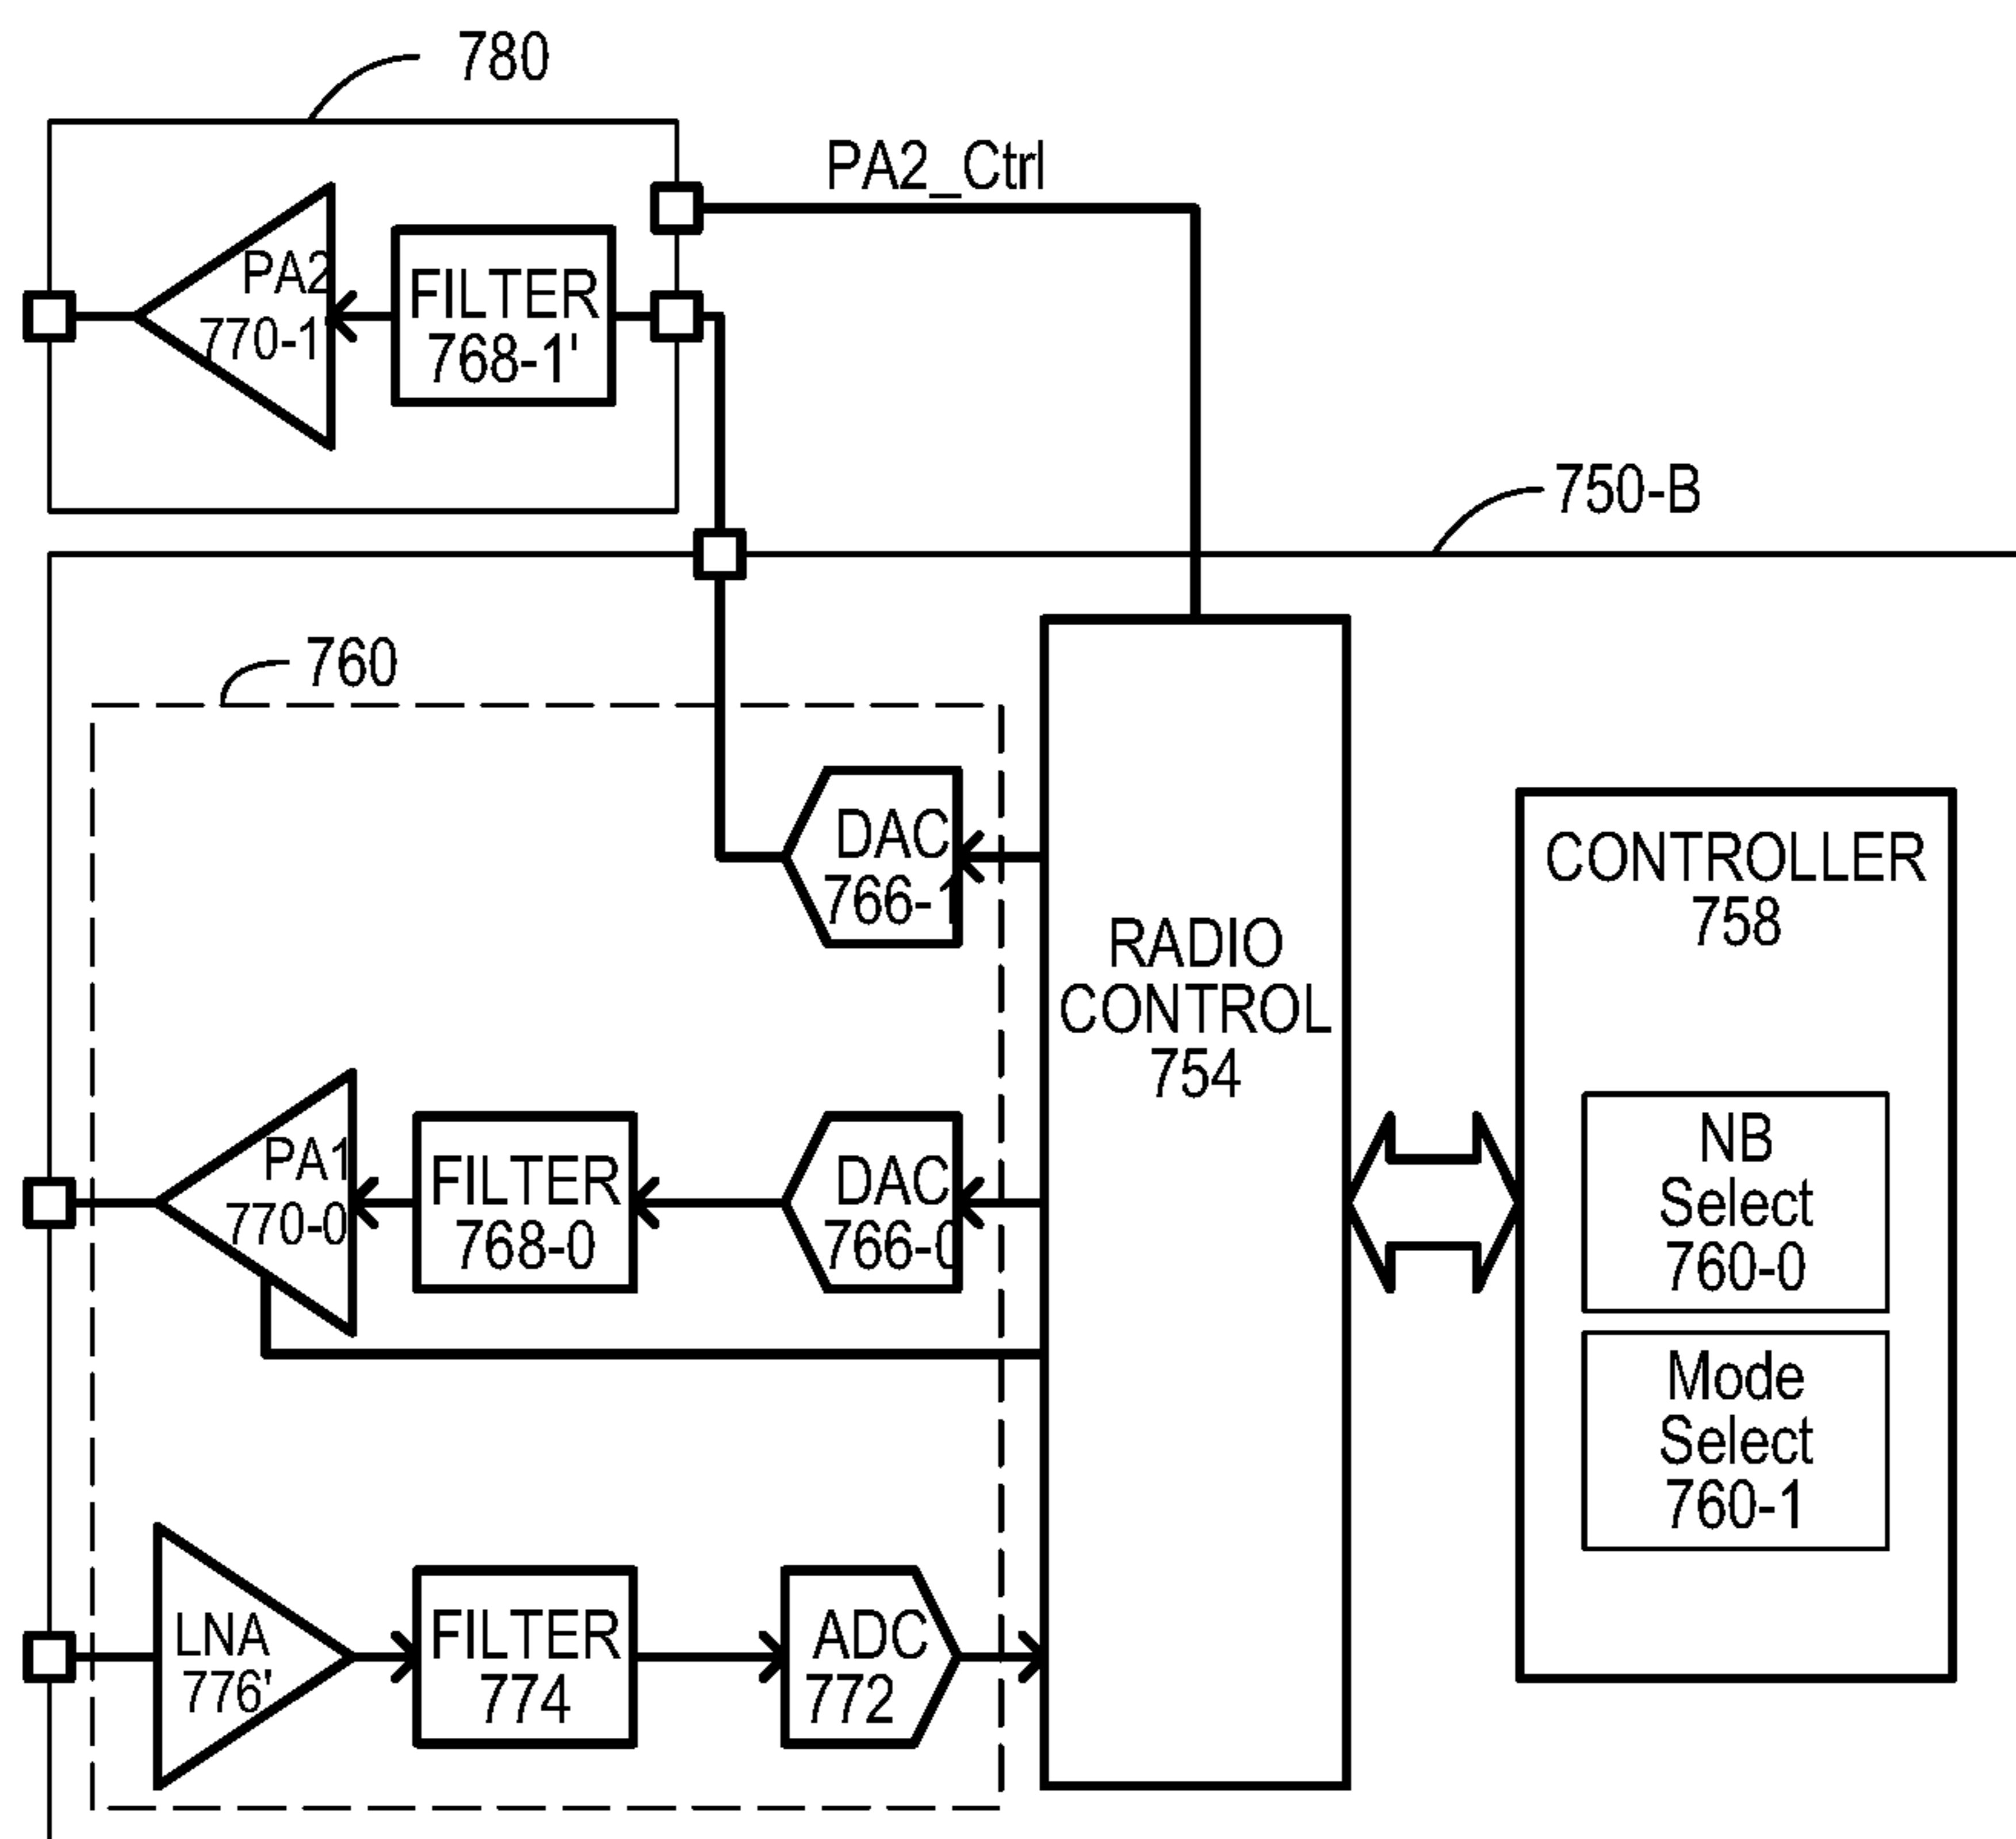 780
PA2_Ctrl
PA2
770-1
FILTER
768-1'
750-B
760
DAC
766-1
CONTROLLER
758
RADIO
CONTROL
754
PA1
770-0
FILTER
768-0
DAC
766-0
NB
Select
760-0
Mode
Select
760-1
LNA
776'
FILTER
774
ADC
772